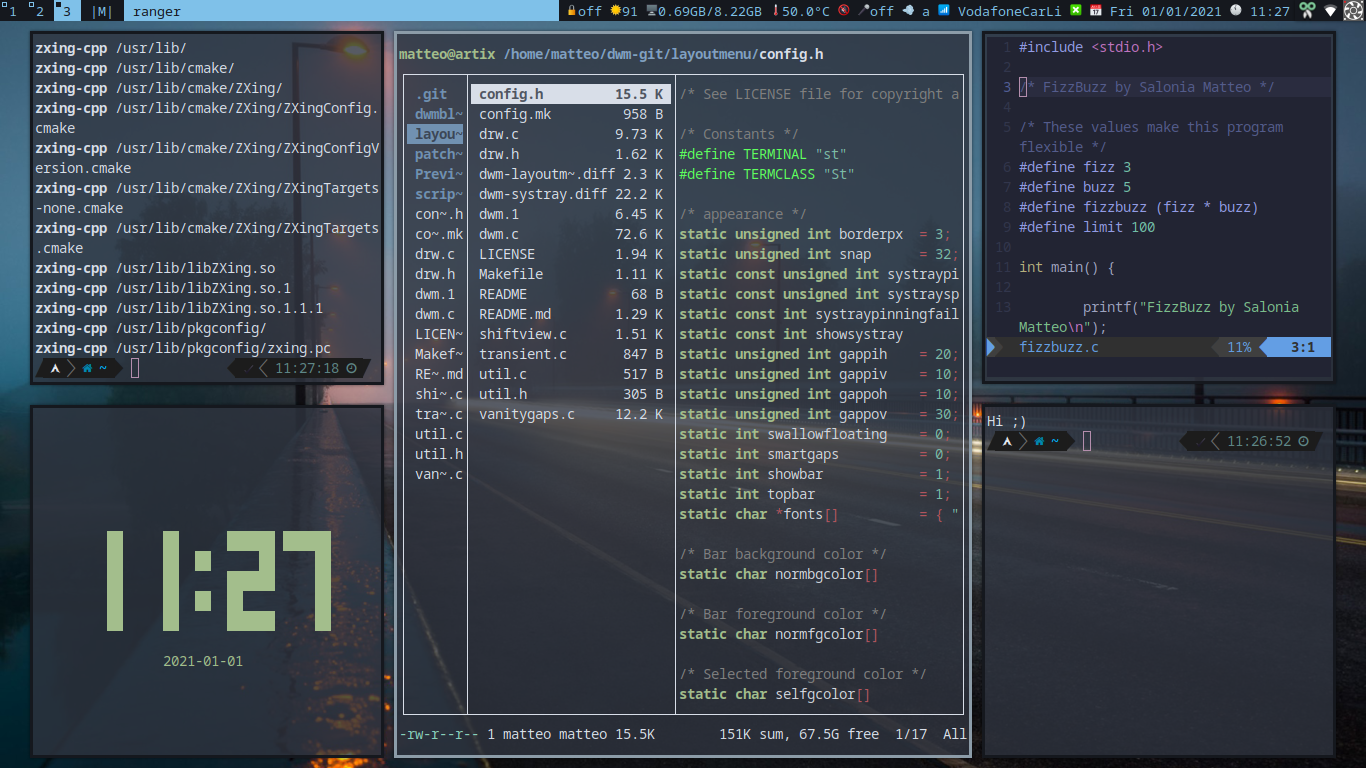 1 2 3 |M| ranger off 91 0.69GB/8.22GB 50.0°C off a VodafoneCarLi Fri 01/01/2021 11:27
zxing-cpp /usr/lib/
zxing-cpp /usr/lib/cmake/
zxing-cpp /usr/lib/cmake/ZXing/
zxing-cpp /usr/lib/cmake/ZXing/ZXingConfig.
cmake
zxing-cpp /usr/lib/cmake/ZXing/ZXingConfigV
ersion.cmake
zxing-cpp /usr/lib/cmake/ZXing/ZXingTargets
-none.cmake
zxing-cpp /usr/lib/cmake/ZXing/ZXingTargets
.cmake
zxing-cpp /usr/lib/libZXing.so
zxing-cpp /usr/lib/libZXing.so.1
zxing-cpp /usr/lib/libZXing.so.1.1.1
zxing-cpp /usr/lib/pkgconfig/
zxing-cpp /usr/lib/pkgconfig/zxing.pc
~ 11:27:18
11:27
2021-01-01
matteo@artix /home/matteo/dwm-git/layoutmenu/config.h
.git
dwmbl~
layou~
patch~
Previ~
scrip~
con~.h
co~.mk
drw.c
drw.h
dwm.1
dwm.c
LICEN~
Makef~
RE~.md
shi~.c
tra~.c
util.c
util.h
van~.c
config.h 15.5 K
config.mk 958 B
drw.c 9.73 K
drw.h 1.62 K
dwm-layoutm~.diff 2.3 K
dwm-systray.diff 22.2 K
dwm.1 6.45 K
dwm.c 72.6 K
LICENSE 1.94 K
Makefile 1.11 K
README 68 B
README.md 1.29 K
shiftview.c 1.51 K
transient.c 847 B
util.c 517 B
util.h 305 B
vanitygaps.c 12.2 K
/* See LICENSE file for copyright a
/* Constants */
#define TERMINAL "st"
#define TERMCLASS "St"
/* appearance */
static unsigned int borderpx = 3;
static unsigned int snap = 32;
static const unsigned int systraypi
static const unsigned int systraysp
static const int systraypinningfail
static const int showsystray
static unsigned int gappih = 20;
static unsigned int gappiv = 10;
static unsigned int gappoh = 10;
static unsigned int gappov = 30;
static int swallowfloating = 0;
static int smartgaps = 0;
static int showbar = 1;
static int topbar = 1;
static char *fonts[] = { "
/* Bar background color */
static char normbgcolor[]
/* Bar foreground color */
static char normfgcolor[]
/* Selected foreground color */
static char selfgcolor[]
-rw-r--r-- 1 matteo matteo 15.5K 151K sum, 67.5G free 1/17 All
1 #include <stdio.h>
2
3 /* FizzBuzz by Salonia Matteo */
4
5 /* These values make this program
flexible */
6 #define fizz 3
7 #define buzz 5
8 #define fizzbuzz (fizz * buzz)
9 #define limit 100
10
11 int main() {
12
13 printf("FizzBuzz by Salonia
Matteo\n");
fizzbuzz.c 11% 3:1
Hi ;)
~ 11:26:52